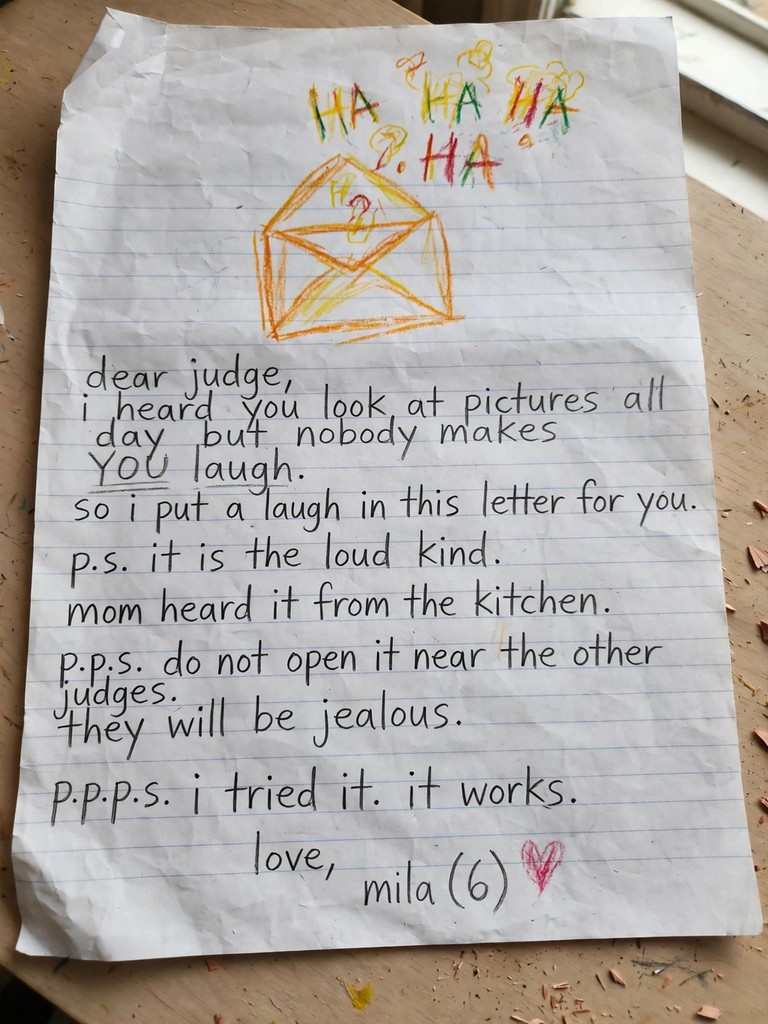 HA HA HA
?. HA
H
?
dear judge,
i heard you look at pictures all
day but nobody makes
YOU laugh.
so i put a laugh in this letter for you.
p.s. it is the loud kind.
mom heard it from the kitchen.
p.p.s. do not open it near the other
judges.
they will be jealous.
p.p.p.s. i tried it. it works.
love,
mila (6)